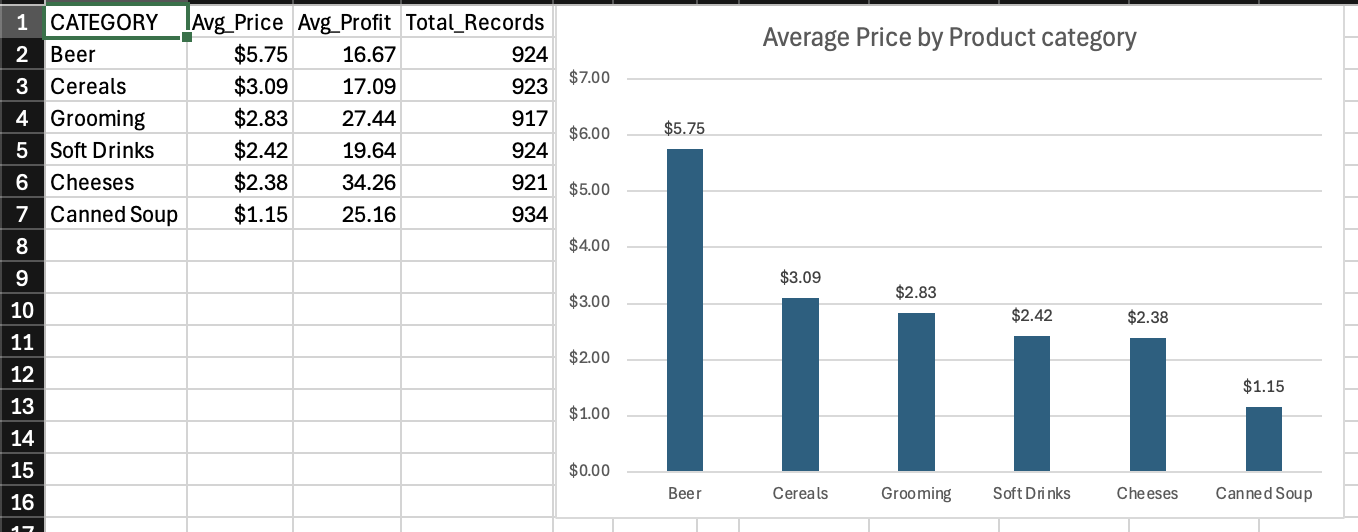 1 CATEGORY Avg_Price Avg_Profit Total_Records
2 Beer $5.75 16.67 924
3 Cereals $3.09 17.09 923
4 Grooming $2.83 27.44 917
5 Soft Drinks $2.42 19.64 924
6 Cheeses $2.38 34.26 921
7 Canned Soup $1.15 25.16 934
8
9
10
11
12
13
14
15
16
17
Average Price by Product category
$7.00
$6.00
$5.00
$4.00
$3.00
$2.00
$1.00
$0.00
$5.75
$3.09
$2.83
$2.42
$2.38
$1.15
Beer Cereals Grooming Soft Drinks Cheeses Canned Soup